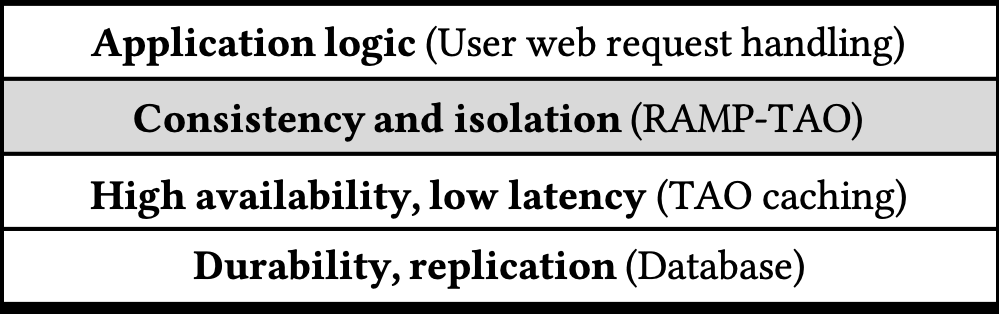 Application logic (User web request handling)
Consistency and isolation (RAMP-TAO)
High availability, low latency (TAO caching)
Durability, replication (Database)